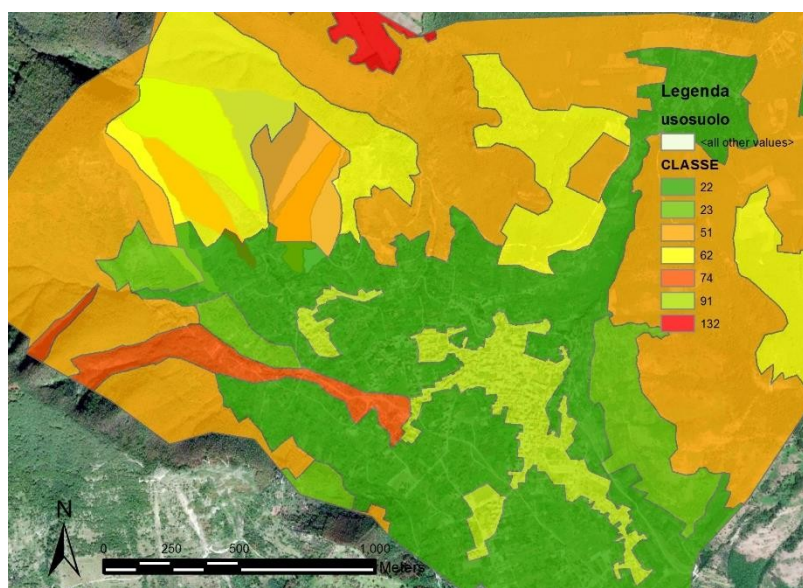 Legenda
usosuolo
<all other values>
CLASSE
22
23
51
62
74
91
132
N
0 250 500 1,000
Meters